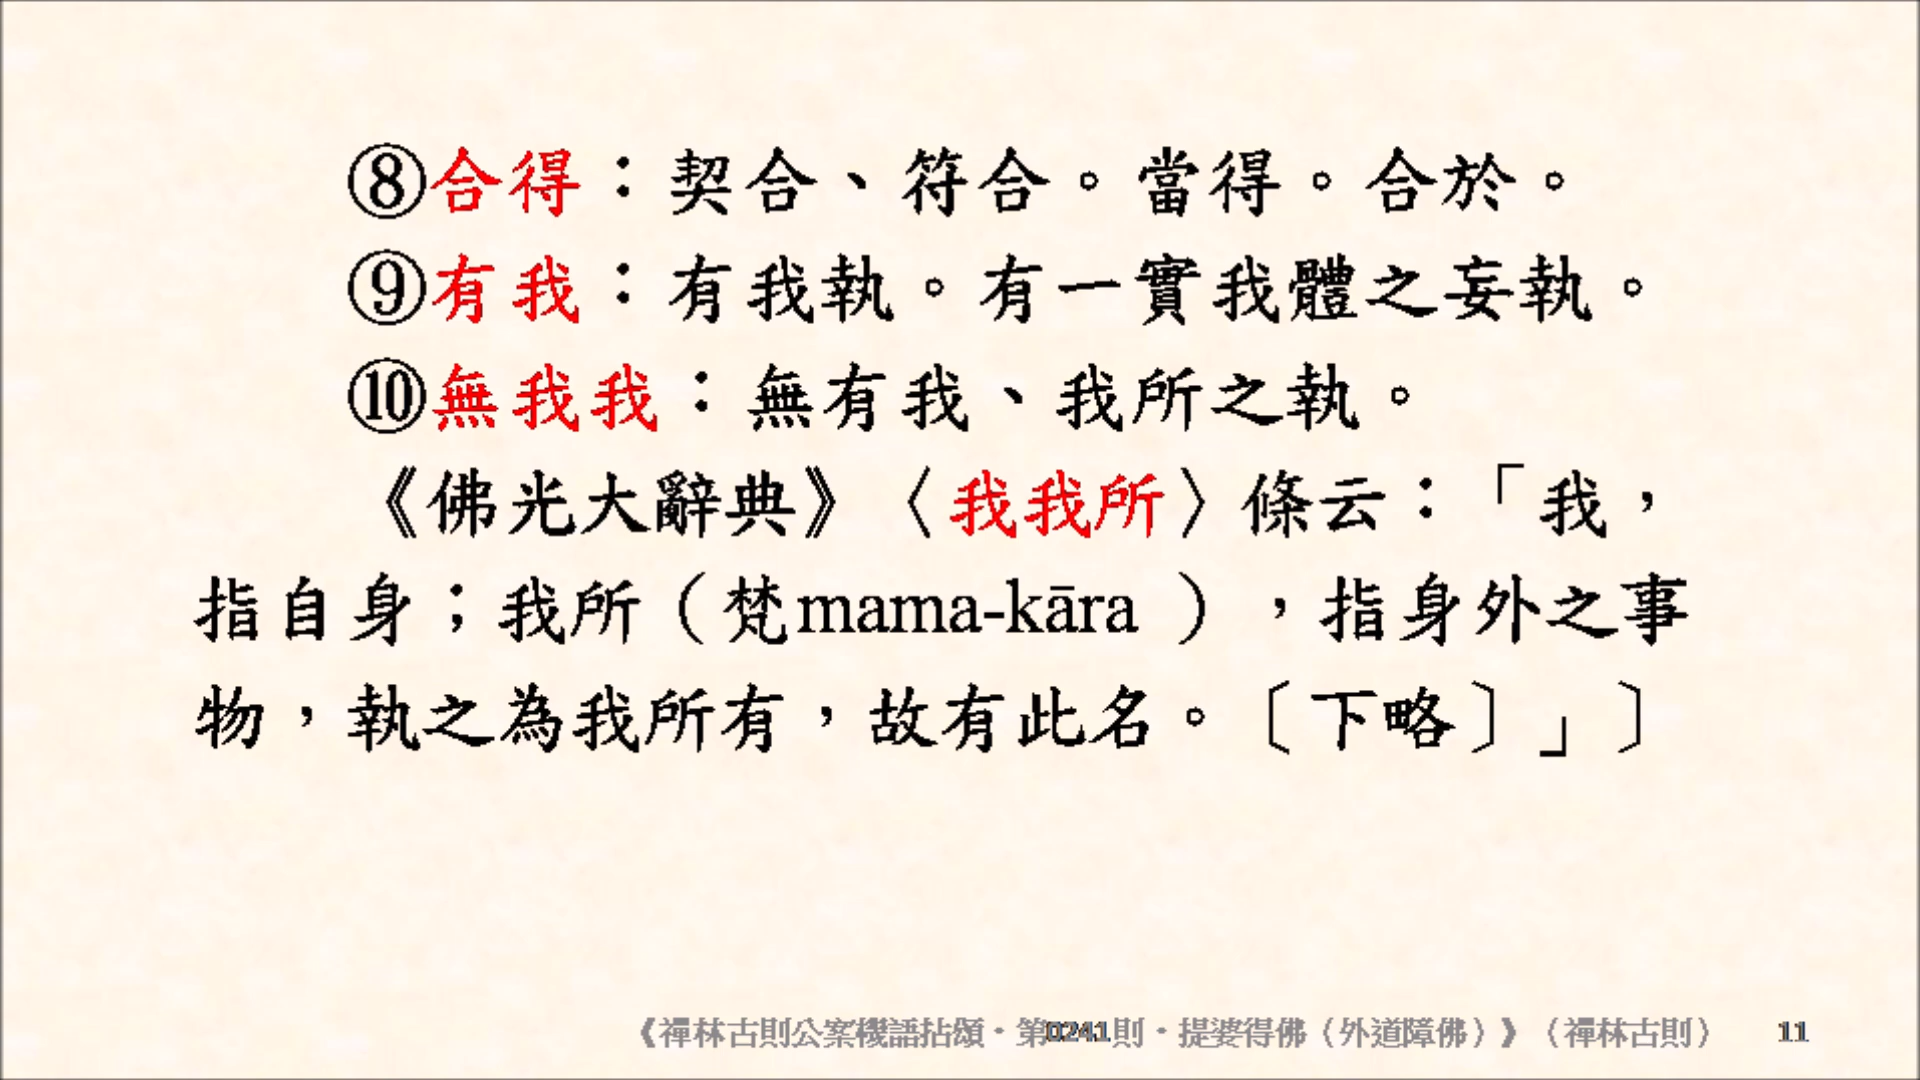 ⑧合得：契合、符合。當得。合於。
⑨有我：有我執。有一實我體之妄執。
⑩無我我：無有我、我所之執。
《佛光大辭典》〈我我所〉條云：「我，
指自身；我所（梵mama-kāra ），指身外之事
物，執之為我所有，故有此名。〔下略〕」〕
《禪林古則公案機語拈頌‧第0241則‧提婆得佛（外道障佛）》（禪林古則） 11